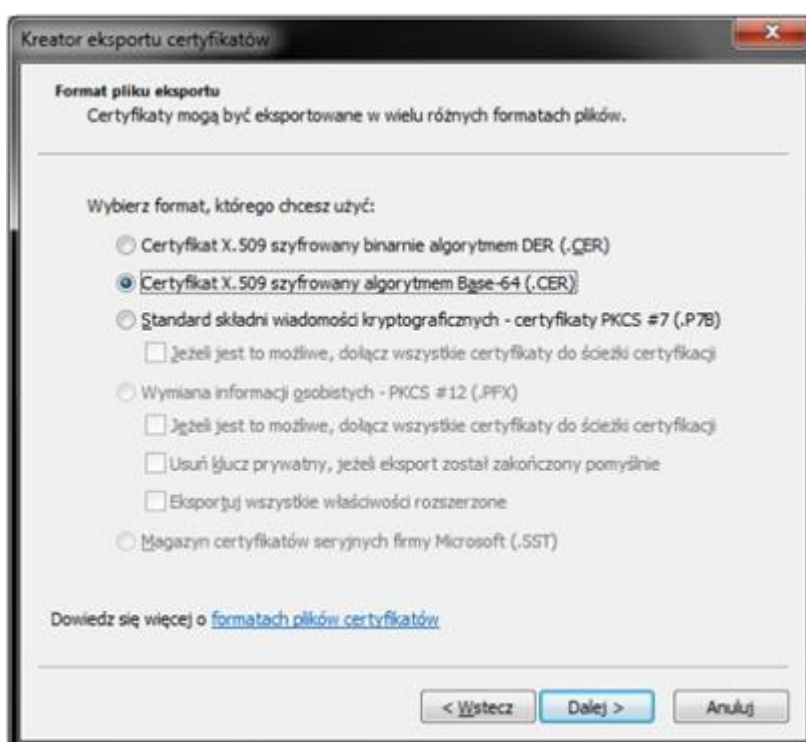 Kreator eksportu certyfikatów
Format pliku eksportu
Certyfikaty mogą być eksportowane w wielu różnych formatach plików.
Wybierz format, którego chcesz użyć:
Certyfikat X.509 szyfrowany binarnie algorytmem DER (.CER)
Certyfikat X.509 szyfrowany algorytmem Base-64 (.CER)
Standard składni wiadomości kryptograficznych - certyfikaty PKCS #7 (.P7B)
Jeżeli jest to możliwe, dołącz wszystkie certyfikaty do ścieżki certyfikacji
Wymiana informacji osobistych - PKCS #12 (.PFX)
Jeżeli jest to możliwe, dołącz wszystkie certyfikaty do ścieżki certyfikacji
Usuń klucz prywatny, jeżeli eksport został zakończony pomyślnie
Eksportuj wszystkie właściwości rozszerzone
Magazyn certyfikatów seryjnych firmy Microsoft (.SST)
Dowiedz się więcej o formatach plików certyfikatów
< Wstecz Dalej > Anuluj